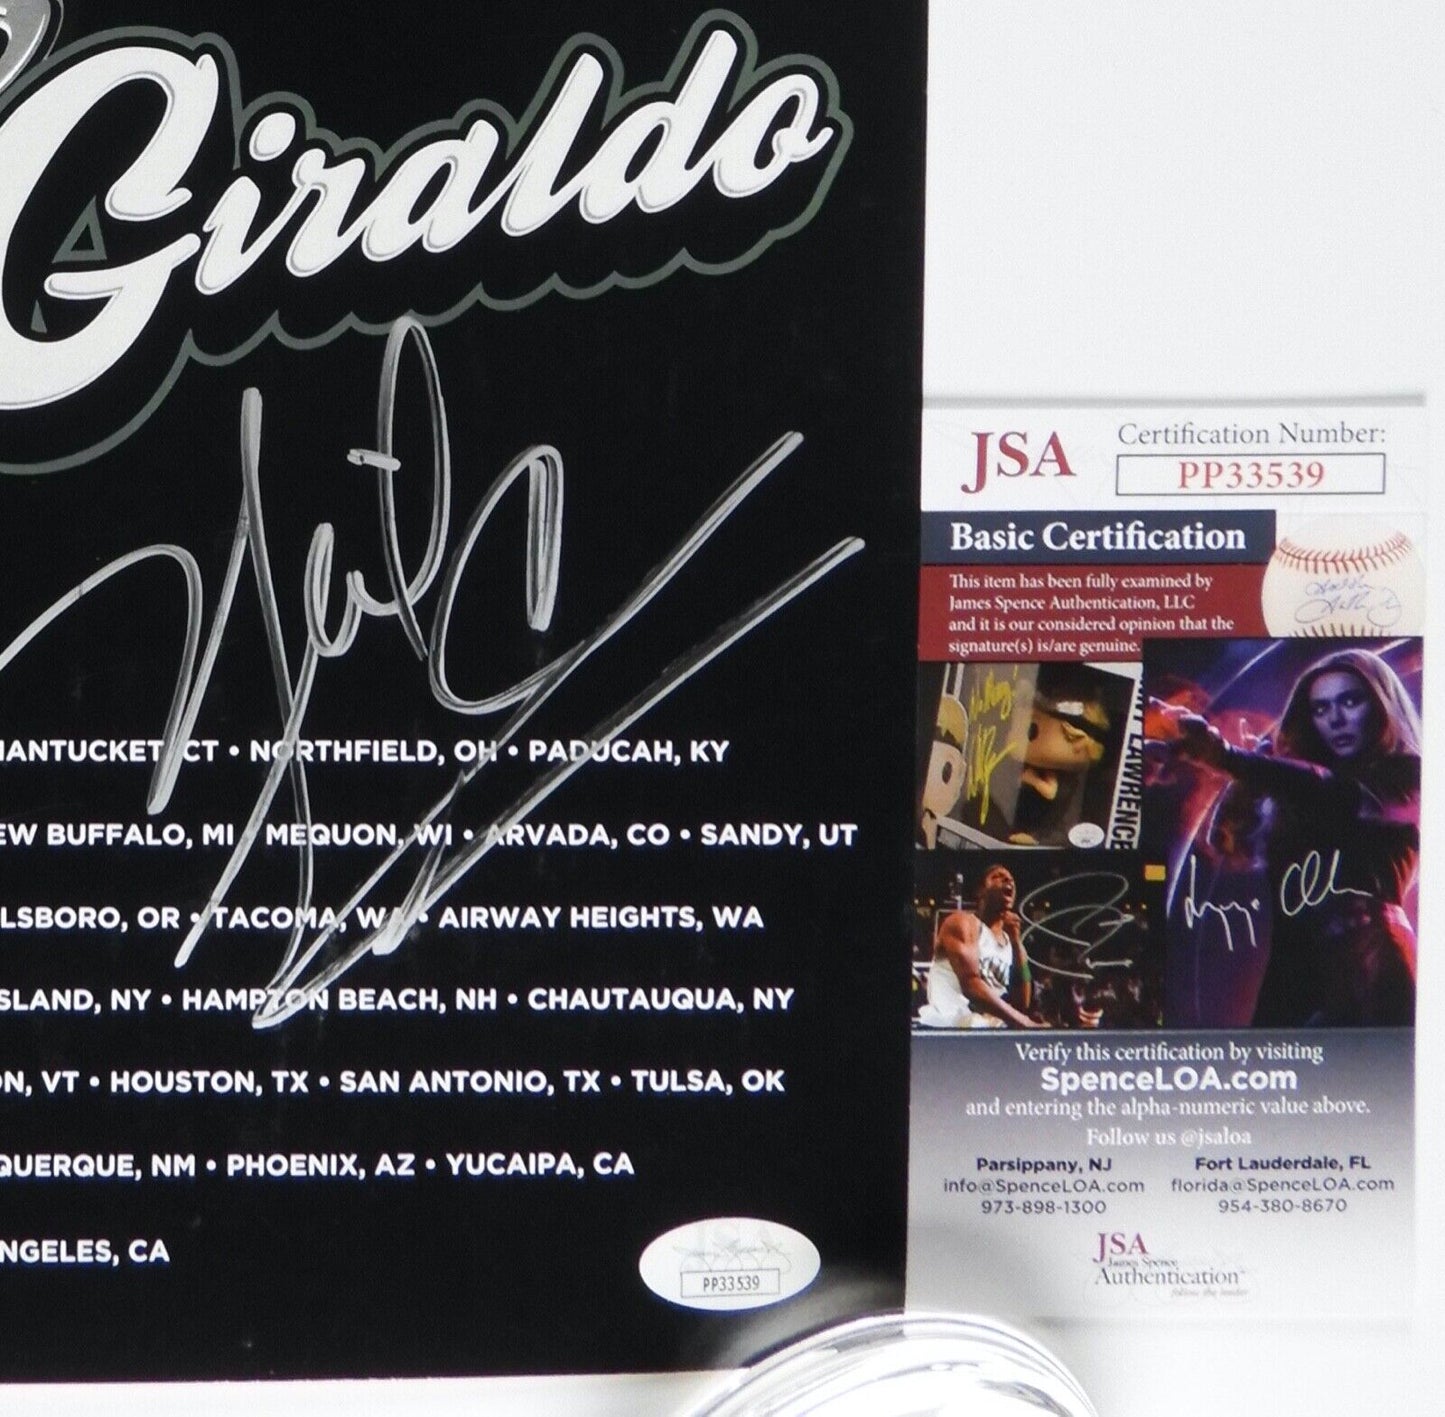 Giraldo
Neil G
NANTUCKET, CT • NORTHFIELD, OH • PADUCAH, KY
EW BUFFALO, MI • MEQUON, WI • ARVADA, CO • SANDY, UT
LSBORO, OR • TACOMA, WA • AIRWAY HEIGHTS, WA
SLAND, NY • HAMPTON BEACH, NH • CHAUTAUQUA, NY
ON, VT • HOUSTON, TX • SAN ANTONIO, TX • TULSA, OK
QUERQUE, NM • PHOENIX, AZ • YUCAIPA, CA
NGELES, CA
PP33539
JSA
Certification Number:
PP33539
Basic Certification
This item has been fully examined by
James Spence Authentication, LLC
and it is our considered opinion that the
signature(s) is/are genuine.
LAWRENCE
Verify this certification by visiting
SpenceLOA.com
and entering the alpha-numeric value above.
Follow us @jsaloa
Parsippany, NJ
info@SpenceLOA.com
973-898-1300
Fort Lauderdale, FL
florida@SpenceLOA.com
954-380-8670
JSA
James Spence
Authentication
follow the leader